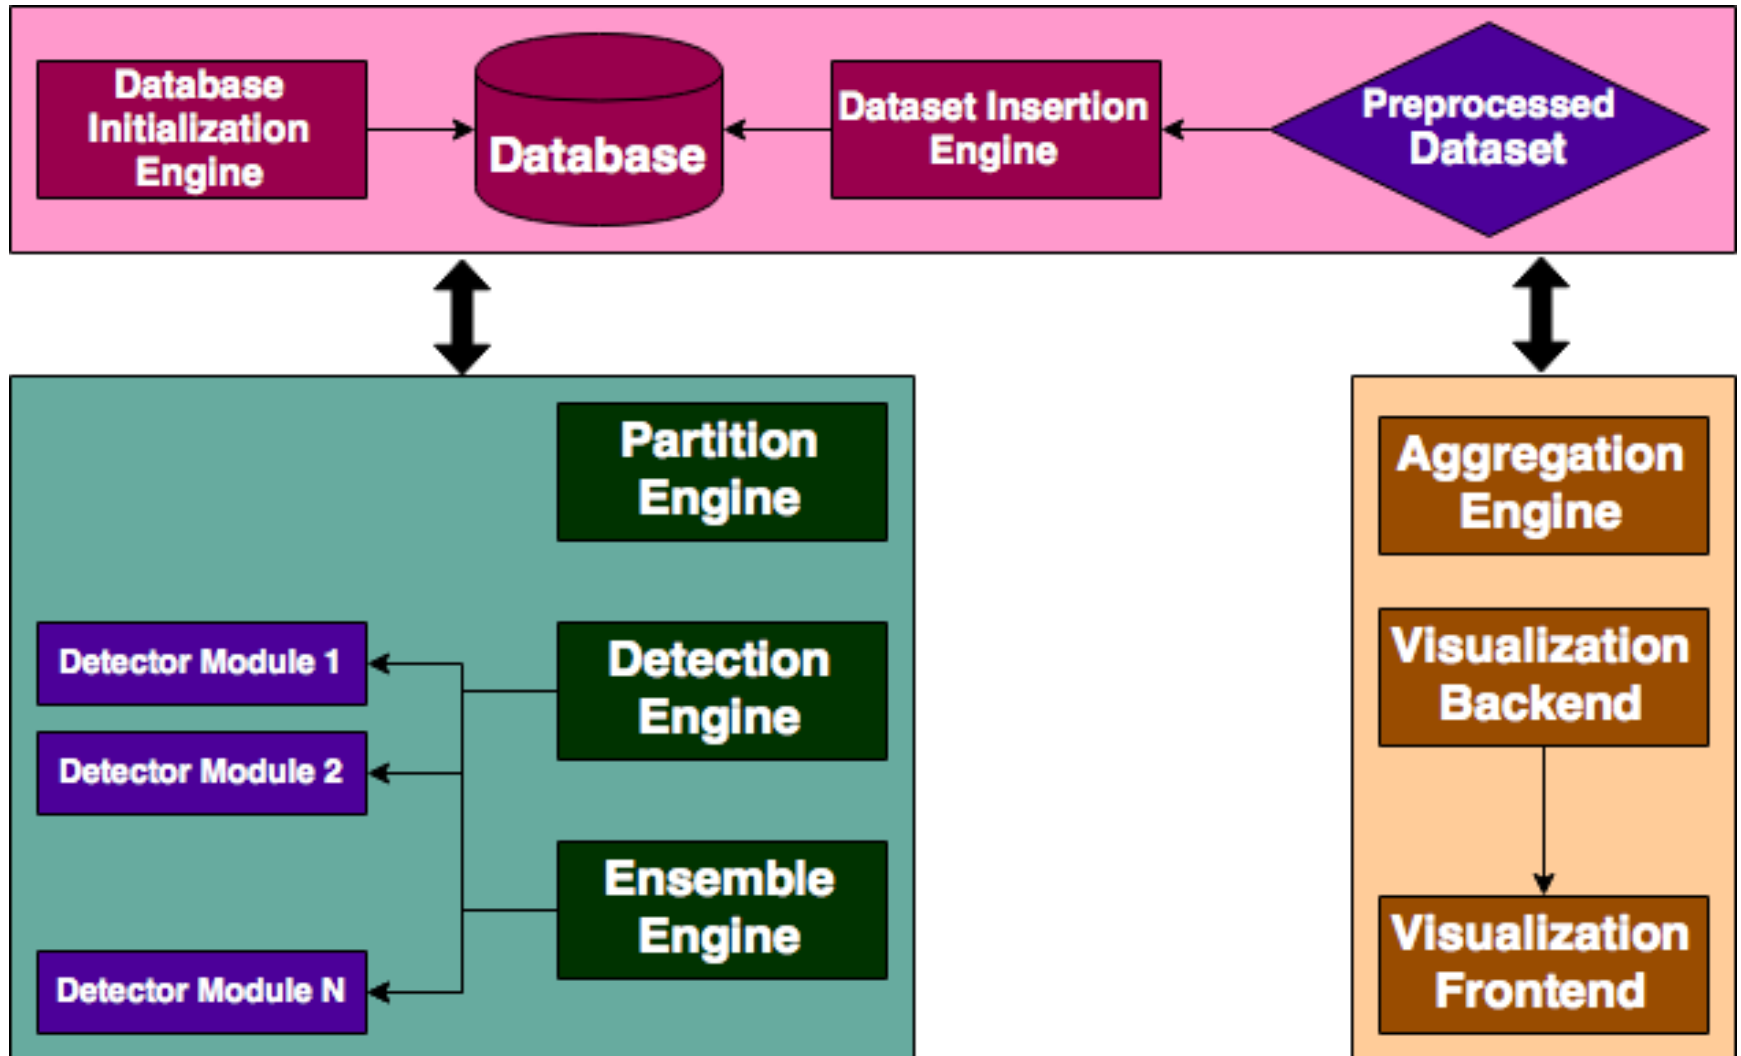 Database
Initialization
Engine
Database
Dataset Insertion
Engine
Preprocessed
Dataset
Partition
Engine
Detection
Engine
Ensemble
Engine
Detector Module 1
Detector Module 2
Detector Module N
Aggregation
Engine
Visualization
Backend
Visualization
Frontend